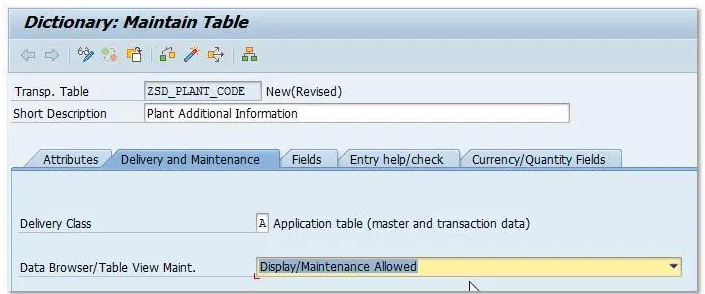 Dictionary: Maintain Table
Transp. Table ZSD_PLANT_CODE New(Revised)
Short Description Plant Additional Information
Attributes Delivery and Maintenance Fields Entry help/check Currency/Quantity Fields
Delivery Class A Application table (master and transaction data)
Data Browser/Table View Maint. Display/Maintenance Allowed